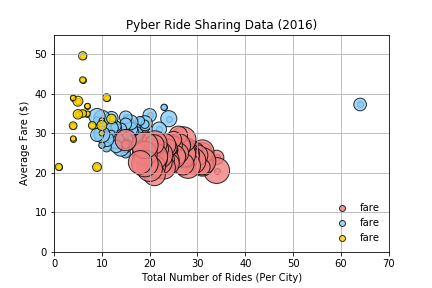 Pyber Ride Sharing Data (2016)
Average Fare ($)
50
40
30
20
10
0
fare
fare
fare
0 10 20 30 40 50 60 70
Total Number of Rides (Per City)